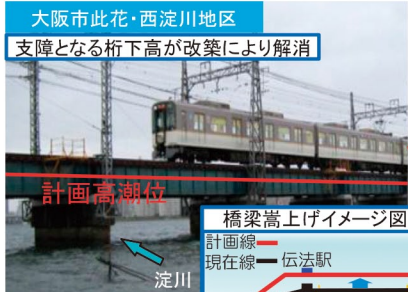 大阪市此花・西淀川地区
支障となる桁下高が改築により解消
計画高潮位
淀川
橋梁嵩上げイメージ図
計画線
現在線
伝法駅